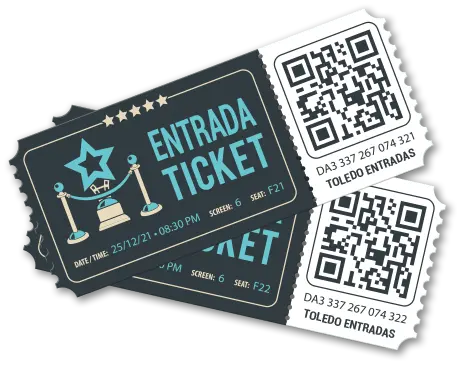 ENTRADA
TICKET
DATE/TIME: 25/12/21 • 08:30 PM SCREEN: 6 SEAT: F21
DA3 337 267 074 321
TOLEDO ENTRADAS
KET
PM SCREEN: 6 SEAT: F22
DA3 337 267 074 322
TOLEDO ENTRADAS